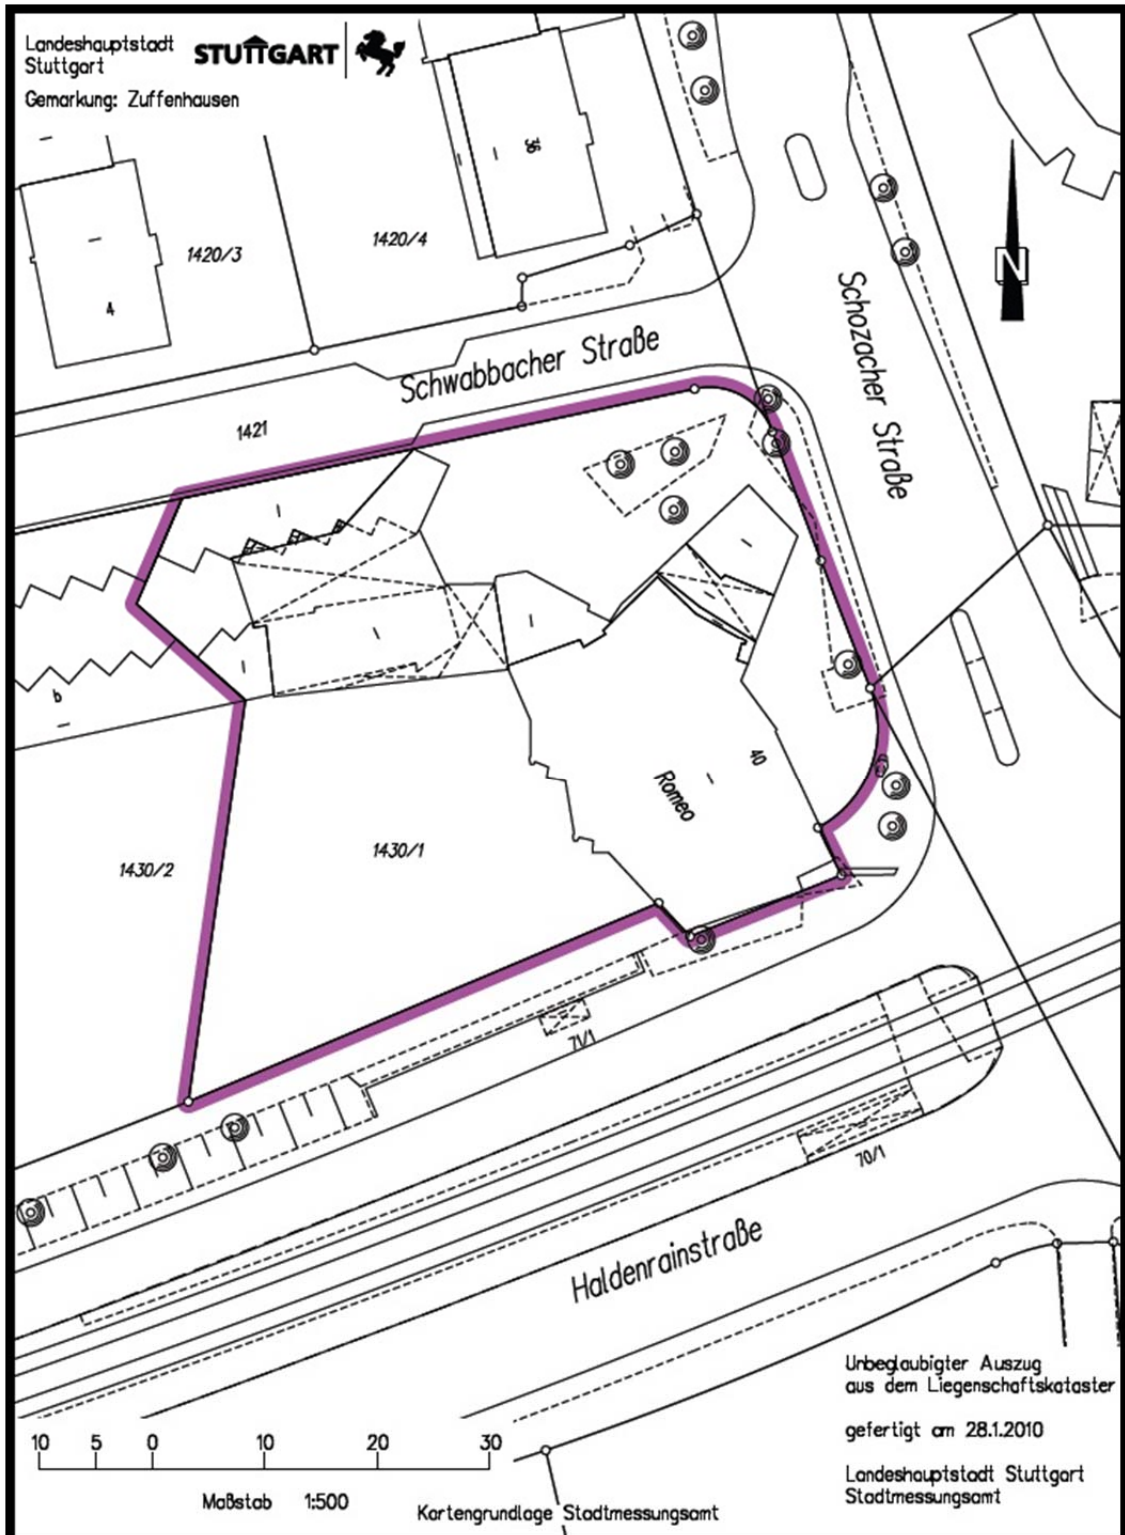 Landeshauptstadt
Stuttgart
STUTTGART
Gemarkung: Zuffenhausen
36
1420/3
1420/4
4
N
Schozacher Straße
Schwabbacher Straße
1421
b
40
Romeo
1430/2
1430/1
71/1
70/1
Haldenrainstraße
Unbeglaubigter Auszug
aus dem Liegenschaftskataster
gefertigt am 28.1.2010
Landeshauptstadt Stuttgart
Stadtmessungsamt
10 5 0 10 20 30
Maßstab 1:500
Kartengrundlage Stadtmessungsamt